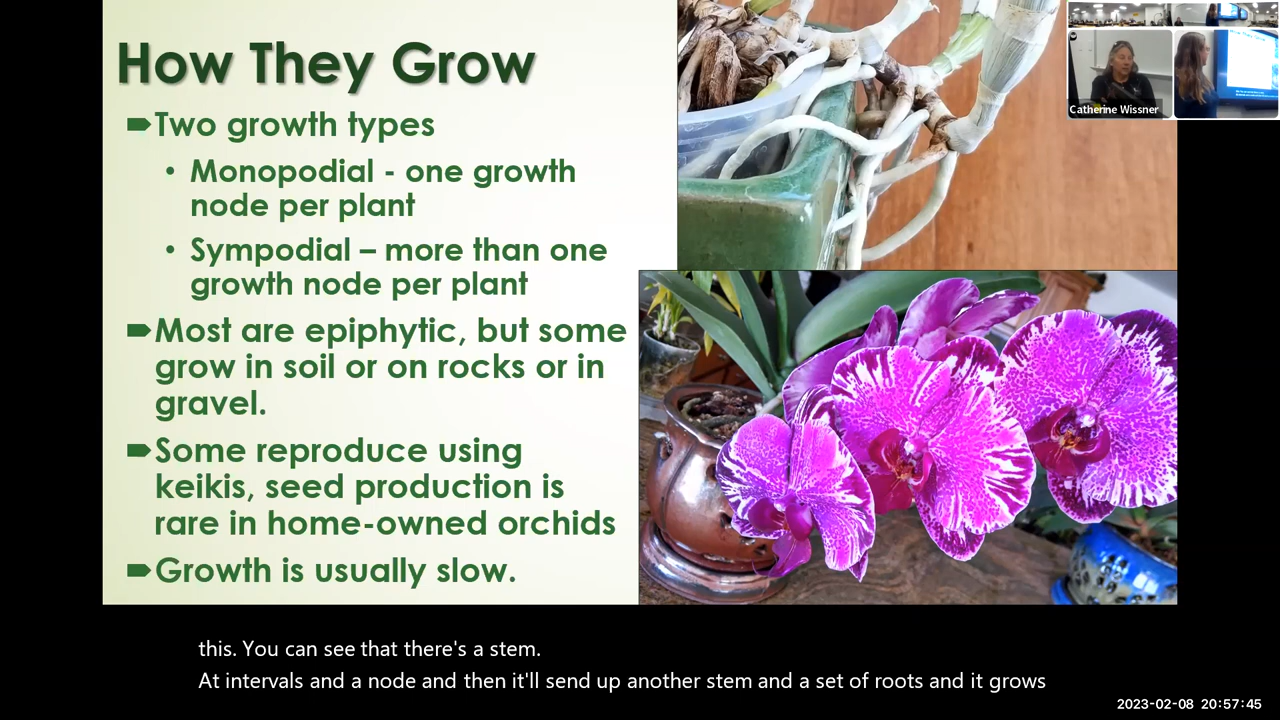 How They Grow
Two growth types
• Monopodial - one growth
node per plant
• Sympodial – more than one
growth node per plant
Most are epiphytic, but some
grow in soil or on rocks or in
gravel.
Some reproduce using
keikis, seed production is
rare in home-owned orchids
Growth is usually slow.
Catherine Wissner
this. You can see that there's a stem.
At intervals and a node and then it'll send up another stem and a set of roots and it grows
2023-02-08 20:57:45